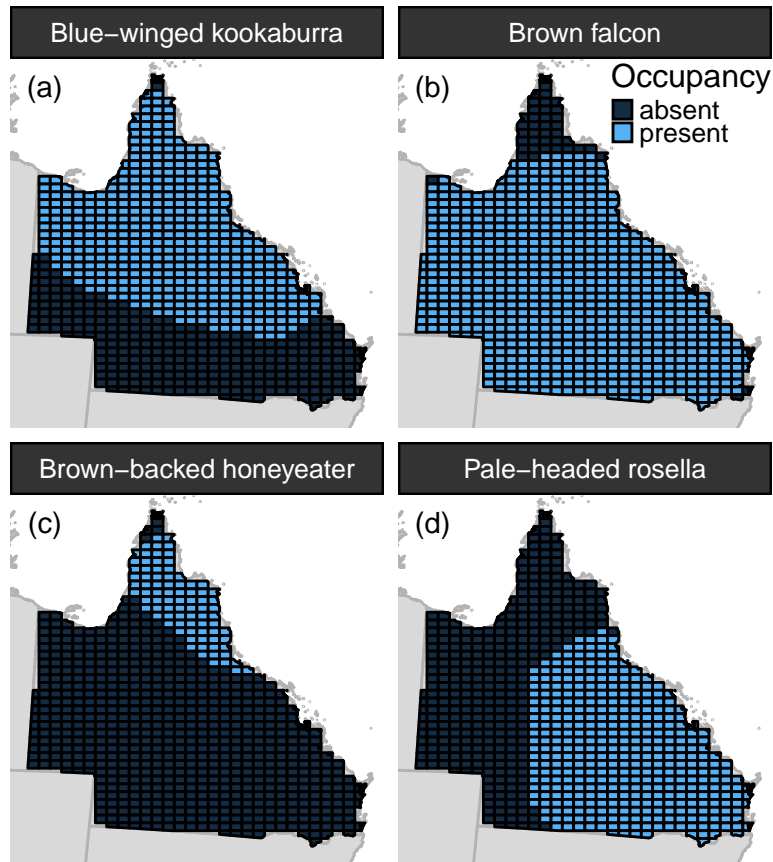 Blue−winged kookaburra
Brown falcon
(a)
(b)
Occupancy
absent
present
Brown−backed honeyeater
Pale−headed rosella
(c)
(d)